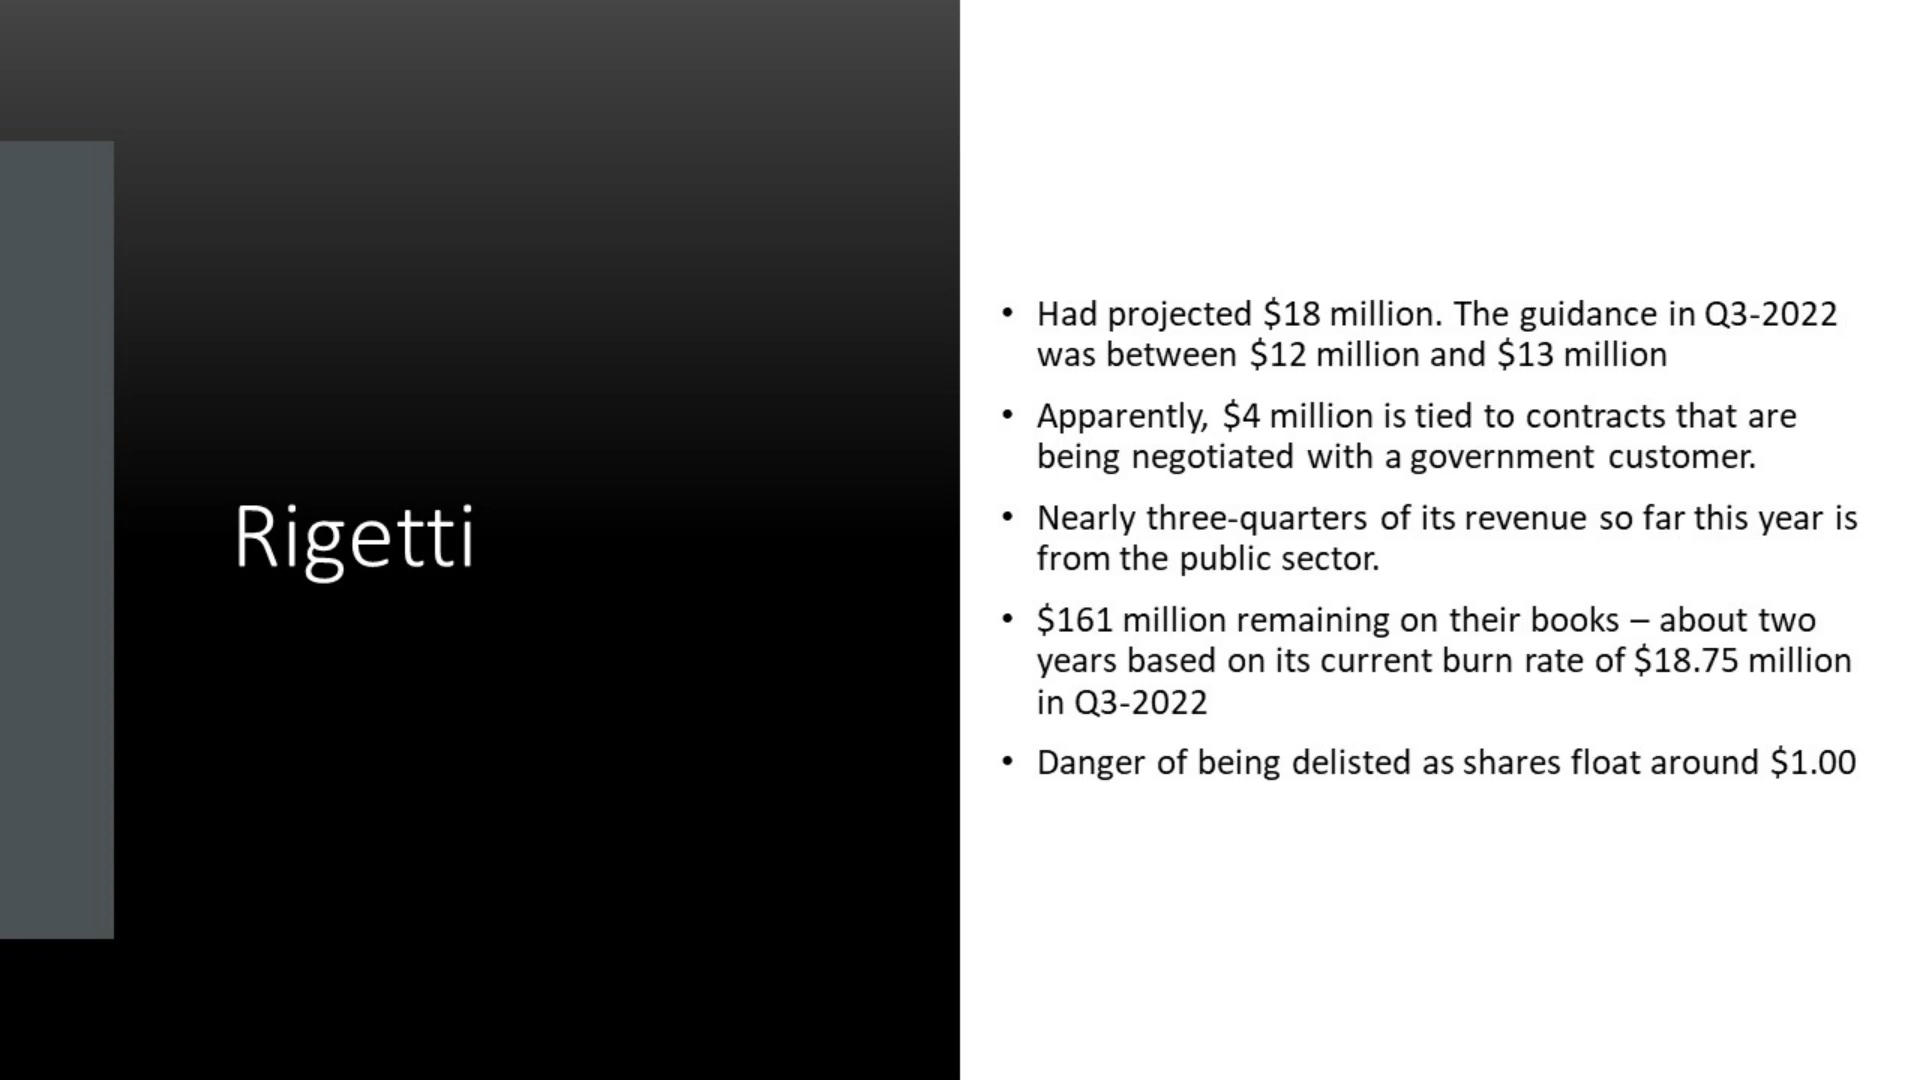 Rigetti
• Had projected $18 million. The guidance in Q3-2022
was between $12 million and $13 million
• Apparently, $4 million is tied to contracts that are
being negotiated with a government customer.
• Nearly three-quarters of its revenue so far this year is
from the public sector.
• $161 million remaining on their books – about two
years based on its current burn rate of $18.75 million
in Q3-2022
• Danger of being delisted as shares float around $1.00